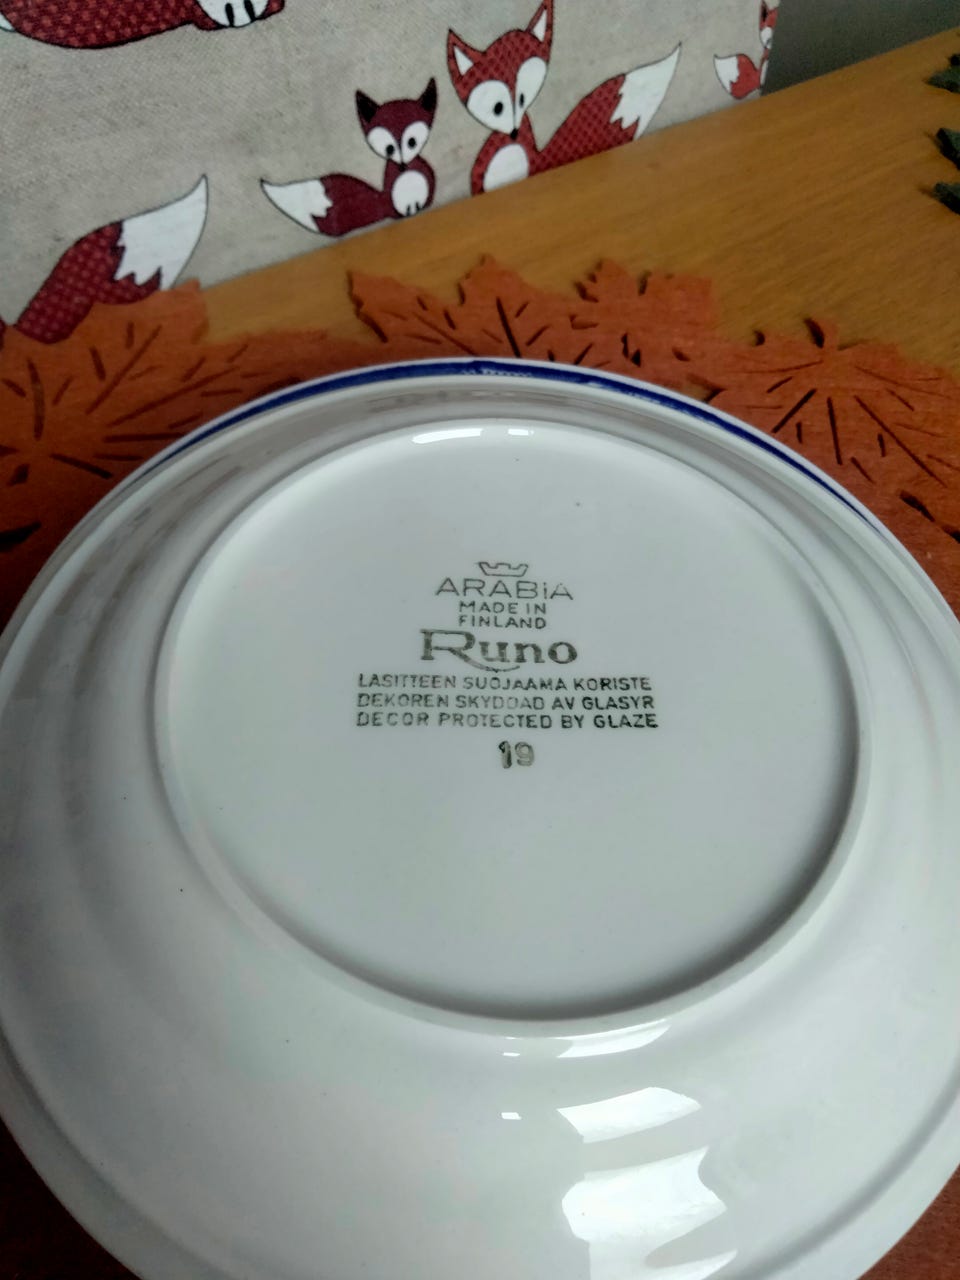 ARABiA
MADE IN
FINLAND
Runo
LASITTEEN SUOJAAMA KORISTE
DEKOREN SKYDDAD AV GLASYR
DECOR PROTECTED BY GLAZE
19